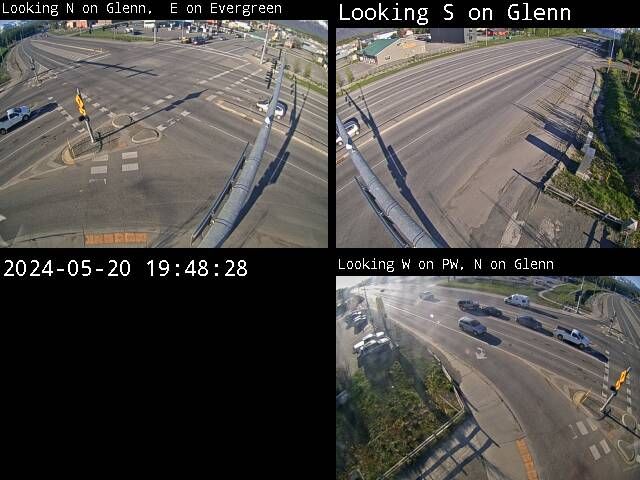 Looking N on Glenn, E on Evergreen
Looking S on Glenn
2024-05-20 19:48:28
Looking W on PW, N on Glenn